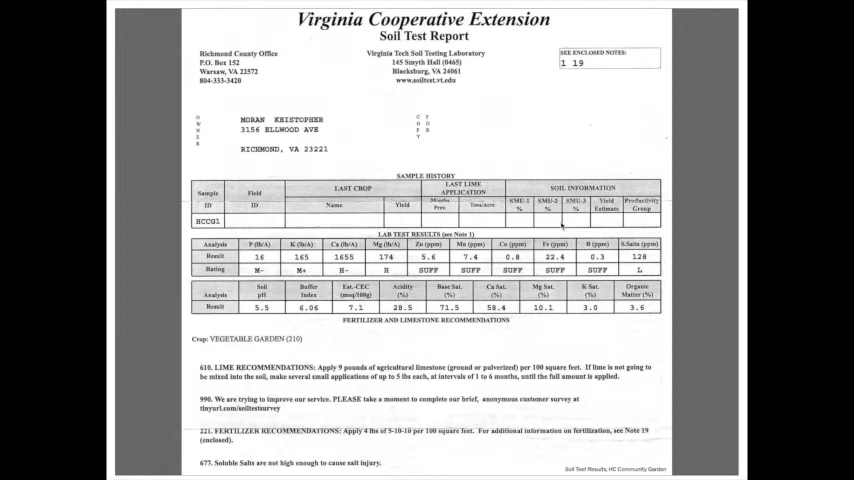 Virginia Cooperative Extension
Soil Test Report
Richmond County Office
P.O. Box 152
Warsaw, VA 22572
804-333-3420
Virginia Tech Soil Testing Laboratory
145 Smyth Hall (0465)
Blacksburg, VA 24061
www.soiltest.vt.edu
SEE ENCLOSED NOTES:
1 19
OWNER
MORAN KEISTOPHER
3156 ELLWOOD AVE
RICHMOND, VA 23221
COPY FOR
SAMPLE HISTORY
Sample ID Field ID LAST CROP LAST LIME APPLICATION SOIL INFORMATION
Name Yield Months Prev. Tons/Acre SMU-1 % SMU-2 % SMU-3 % Yield Estimate Productivity Group
HCCG1
LAB TEST RESULTS (see Note 1)
Analysis P (lb/A) K (lb/A) Ca (lb/A) Mg (lb/A) Zn (ppm) Mn (ppm) Cu (ppm) Fe (ppm) B (ppm) S.Salts (ppm)
Result 16 165 1655 174 5.6 7.4 0.8 22.4 0.3 128
Rating M- M+ H- H SUFF SUFF SUFF SUFF SUFF L
Analysis Soil pH Buffer Index Est.-CEC (meq/100g) Acidity (%) Base Sat. (%) Ca Sat. (%) Mg Sat. (%) K Sat. (%) Organic Matter (%)
Result 5.5 6.06 7.1 28.5 71.5 58.4 10.1 3.0 3.6
FERTILIZER AND LIMESTONE RECOMMENDATIONS
Crop: VEGETABLE GARDEN (210)
610. LIME RECOMMENDATIONS: Apply 9 pounds of agricultural limestone (ground or pulverized) per 100 square feet. If lime is not going to
be mixed into the soil, make several small applications of up to 5 lbs each, at intervals of 1 to 6 months, until the full amount is applied.
990. We are trying to improve our service. PLEASE take a moment to complete our brief, anonymous customer survey at
tinyurl.com/soiltestsurvey
221. FERTILIZER RECOMMENDATIONS: Apply 4 lbs of 5-10-10 per 100 square feet. For additional information on fertilization, see Note 19
(enclosed).
677. Soluble Salts are not high enough to cause salt injury.
Soil Test Results, HC Community Garden